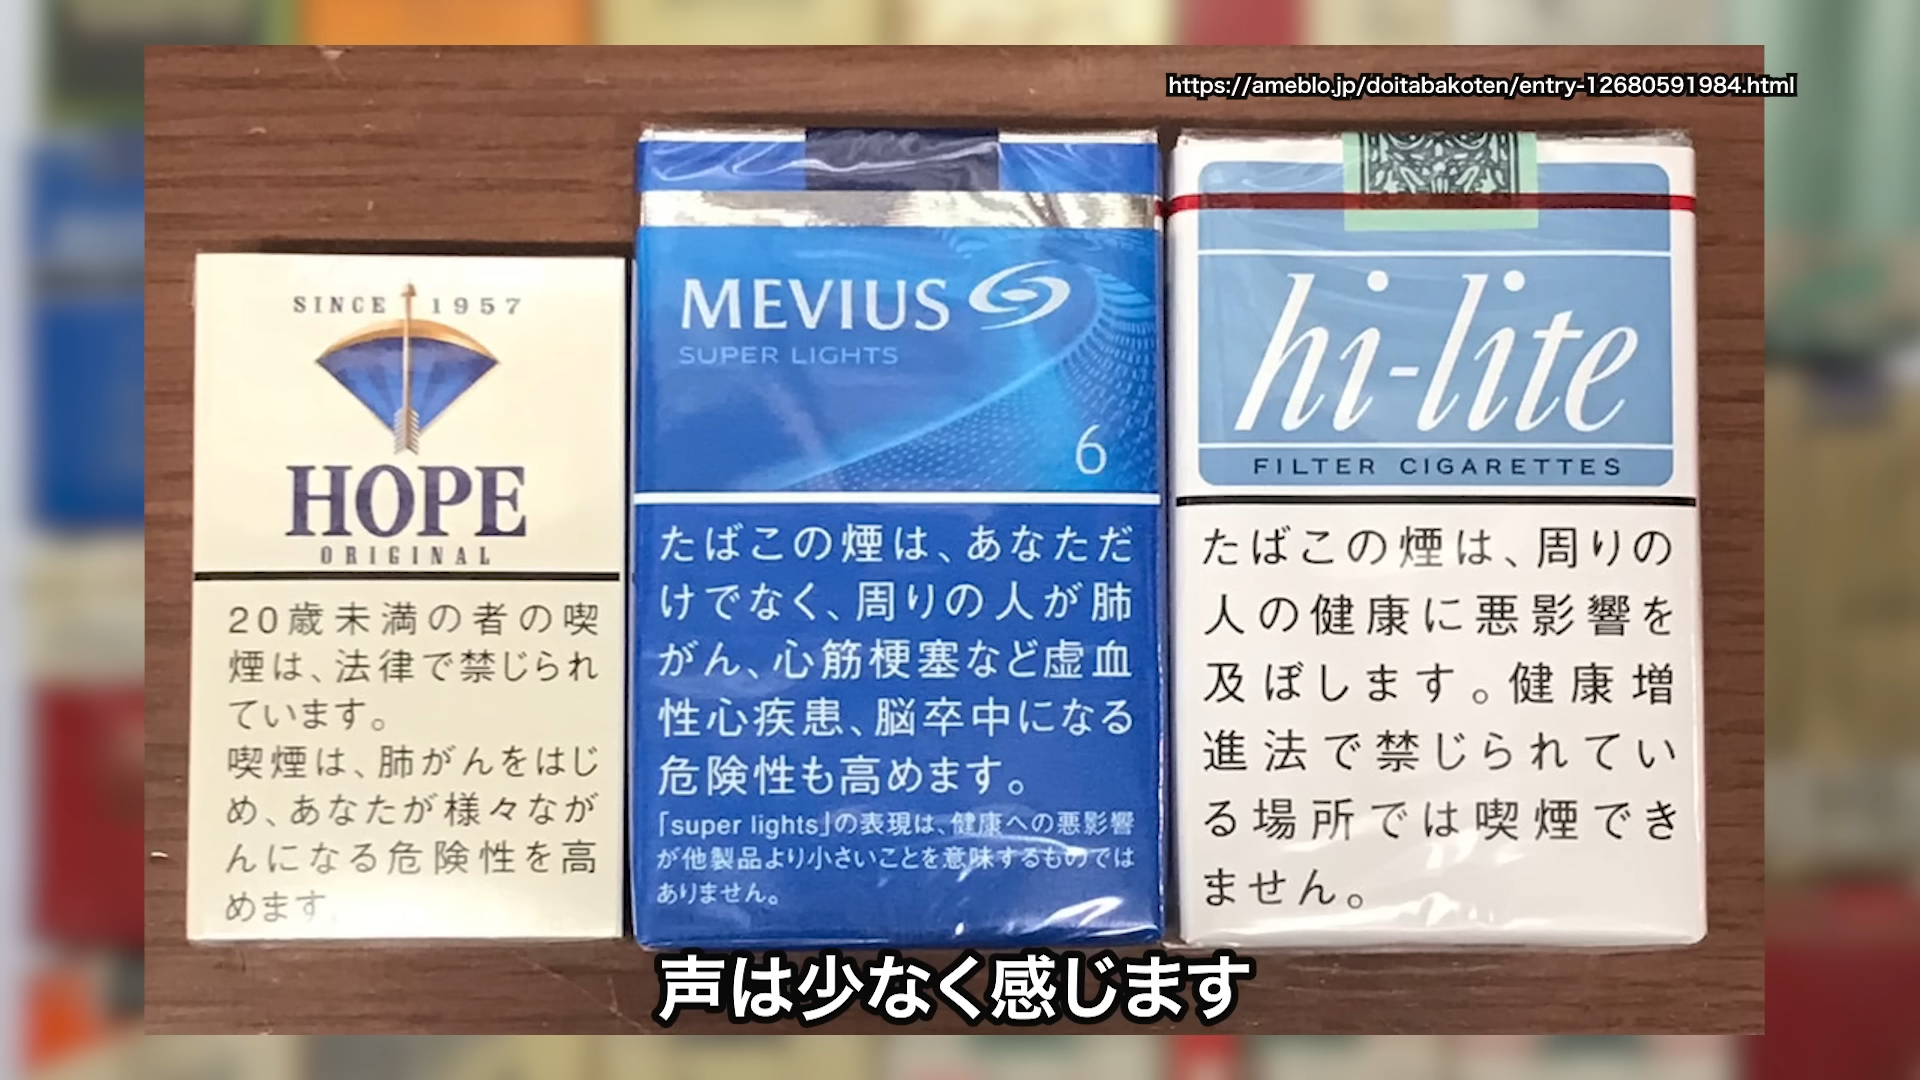 https://ameblo.jp/doitabakoten/entry-12680591984.html
SINCE 1957
HOPE
ORIGINAL
20歳未満の者の喫
煙は、法律で禁じられ
ています。
喫煙は、肺がんをはじ
め、あなたが様々なが
んになる危険性を高
めます。
MEVIUS
SUPER LIGHTS
6
たばこの煙は、あなただ
けでなく、周りの人が肺
がん、心筋梗塞など虚血
性心疾患、脳卒中になる
危険性も高めます。
「super lights」の表現は、健康への悪影響
が他製品より小さいことを意味するものでは
ありません。
hi-lite
FILTER CIGARETTES
たばこの煙は、周りの
人の健康に悪影響を
及ぼします。健康増
進法で禁じられてい
る場所では喫煙でき
ません。
声は少なく感じます